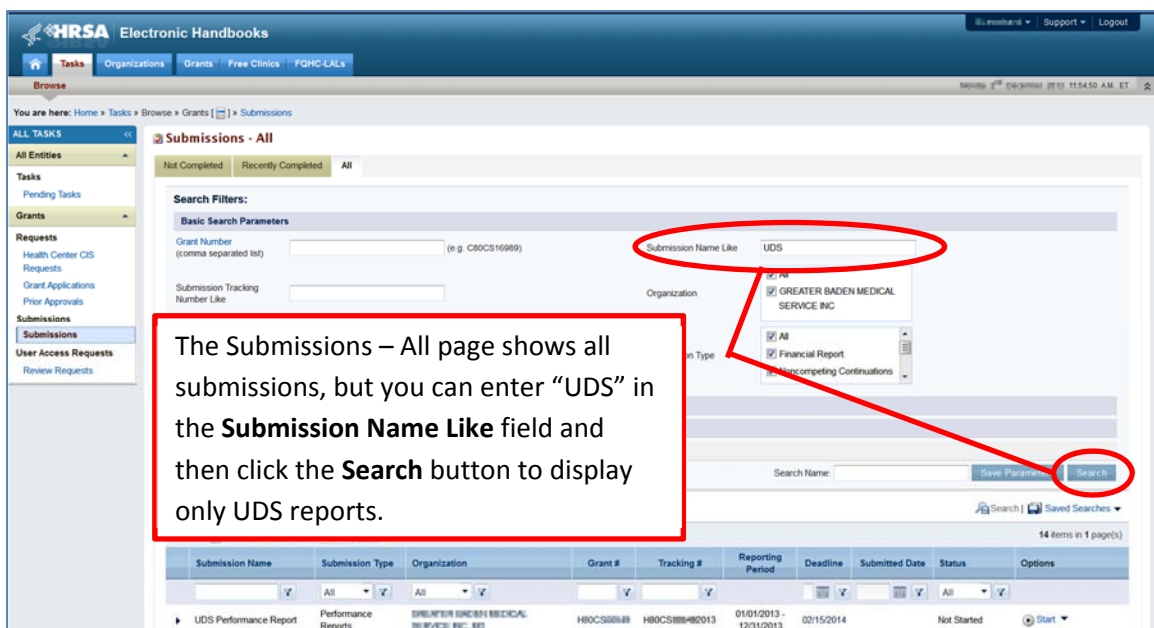 HRSA Electronic Handbooks
Support Logout
Tasks Organizations Grants Free Clinics FQHC-LALs
Browse
11:54:50 AM. ET
You are here: Home » Tasks » Browse » Grants [ ] » Submissions
ALL TASKS «
All Entities
Tasks
Pending Tasks
Grants
Requests
Health Center CIS
Requests
Grant Applications
Prior Approvals
Submissions
Submissions
User Access Requests
Review Requests
Submissions - All
Not Completed Recently Completed All
Search Filters:
Basic Search Parameters
Grant Number
(comma separated list)
(e.g. C80CS16989)
Submission Name Like UDS
Submission Tracking
Number Like
Organization
All
GREATER BADEN MEDICAL
SERVICE INC
on Type
All
Financial Report
Noncompeting Continuations
The Submissions – All page shows all
submissions, but you can enter “UDS” in
the Submission Name Like field and
then click the Search button to display
only UDS reports.
Search Name: Save Search
Search | Saved Searches
14 items in 1 page(s)
Submission Name Submission Type Organization Grant # Tracking # Reporting Period Deadline Submitted Date Status Options
All All All
UDS Performance Report Performance Reports 01/01/2013 - 12/31/2013 02/15/2014 Not Started Start